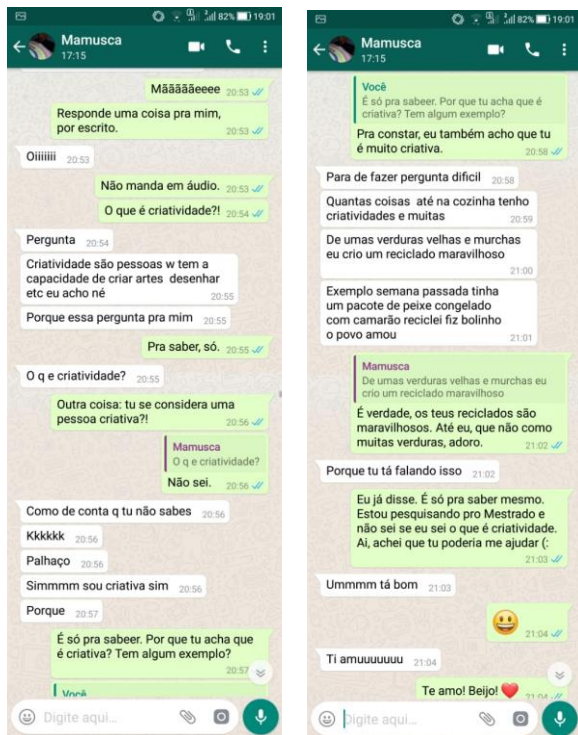 82% 19:01
Mamusca
17:15
Mãããããeeee 20:53
Responde uma coisa pra mim,
por escrito. 20:53
Oiiiiiii 20:53
Não manda em áudio. 20:53
O que é criatividade?! 20:54
Pergunta 20:54
Criatividade são pessoas w tem a
capacidade de criar artes desenhar
etc eu acho né 20:55
Porque essa pergunta pra mim 20:55
Pra saber, só. 20:55
O q e criatividade? 20:55
Outra coisa: tu se considera uma
pessoa criativa?! 20:56
Mamusca
O q e criatividade?
Não sei. 20:56
Como de conta q tu não sabes 20:56
Kkkkkk 20:56
Palhaço 20:56
Simmmm sou criativa sim 20:56
Porque 20:57
É só pra sabeer. Por que tu acha que
é criativa? Tem algum exemplo?
20:57
Você
Digite aqui...
82% 19:01
Mamusca
17:15
Você
É só pra sabeer. Por que tu acha que é
criativa? Tem algum exemplo?
Pra constar, eu também acho que tu
é muito criativa. 20:58
Para de fazer pergunta dificil 20:58
Quantas coisas até na cozinha tenho
criatividades e muitas 20:59
De umas verduras velhas e murchas
eu crio um reciclado maravilhoso
21:00
Exemplo semana passada tinha
um pacote de peixe congelado
com camarão reciclei fiz bolinho
o povo amou 21:01
Mamusca
De umas verduras velhas e murchas eu
crio um reciclado maravilhoso
É verdade, os teus reciclados são
maravilhosos. Até eu, que não como
muitas verduras, adoro. 21:02
Porque tu tá falando isso 21:02
Eu já disse. É só pra saber mesmo.
Estou pesquisando pro Mestrado e
não sei se eu sei o que é criatividade.
Ai, achei que tu poderia me ajudar (:
21:03
Ummmm tá bom 21:03
😃 21:04
Ti amuuuuuuu 21:04
Te amo! Beijo! ❤️ 21:04
Digite aqui...